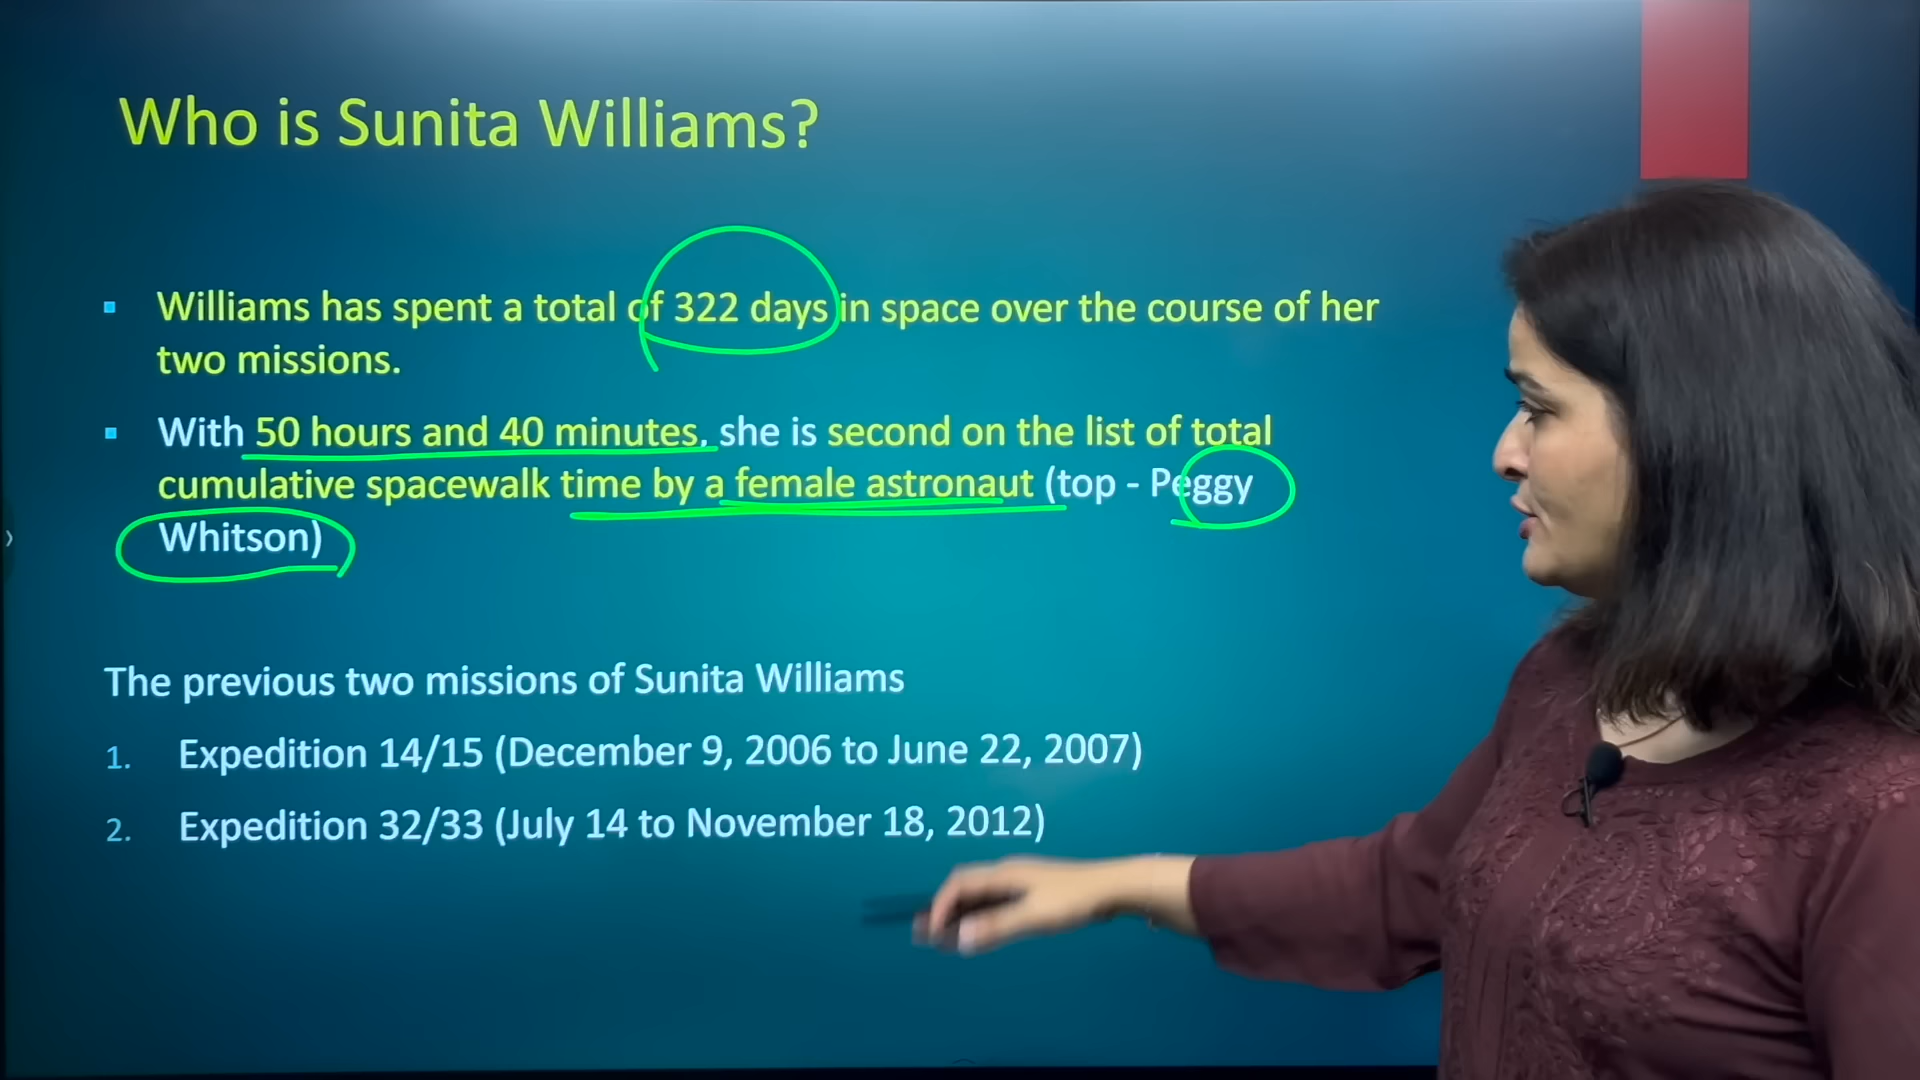 Who is Sunita Williams?
▪ Williams has spent a total of 322 days in space over the course of her
two missions.
▪ With 50 hours and 40 minutes, she is second on the list of total
cumulative spacewalk time by a female astronaut (top - Peggy
Whitson)
The previous two missions of Sunita Williams
1. Expedition 14/15 (December 9, 2006 to June 22, 2007)
2. Expedition 32/33 (July 14 to November 18, 2012)